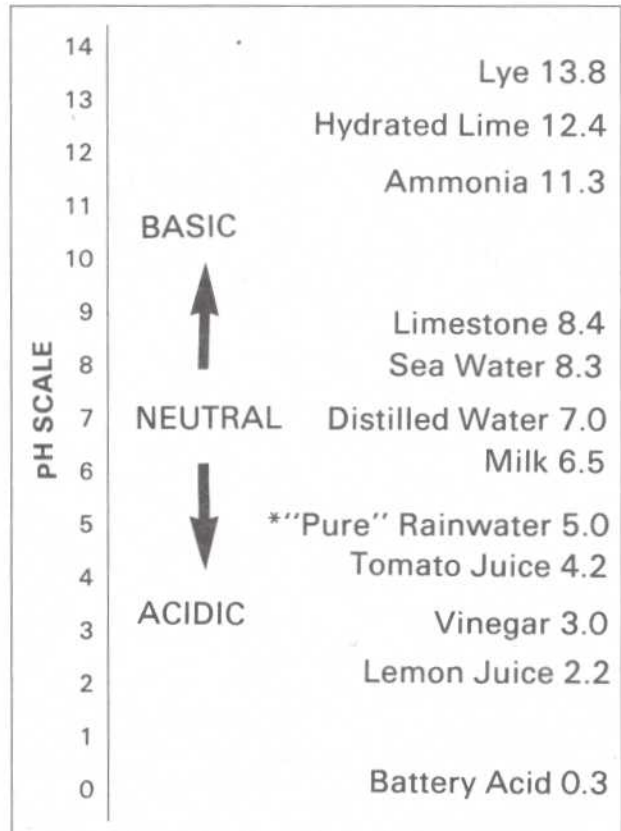 14
Lye 13.8
13
Hydrated Lime 12.4
12
Ammonia 11.3
11
BASIC
10
9
Limestone 8.4
8
Sea Water 8.3
pH SCALE
7
NEUTRAL
Distilled Water 7.0
6
Milk 6.5
5
*"Pure" Rainwater 5.0
4
Tomato Juice 4.2
ACIDIC
3
Vinegar 3.0
2
Lemon Juice 2.2
1
0
Battery Acid 0.3